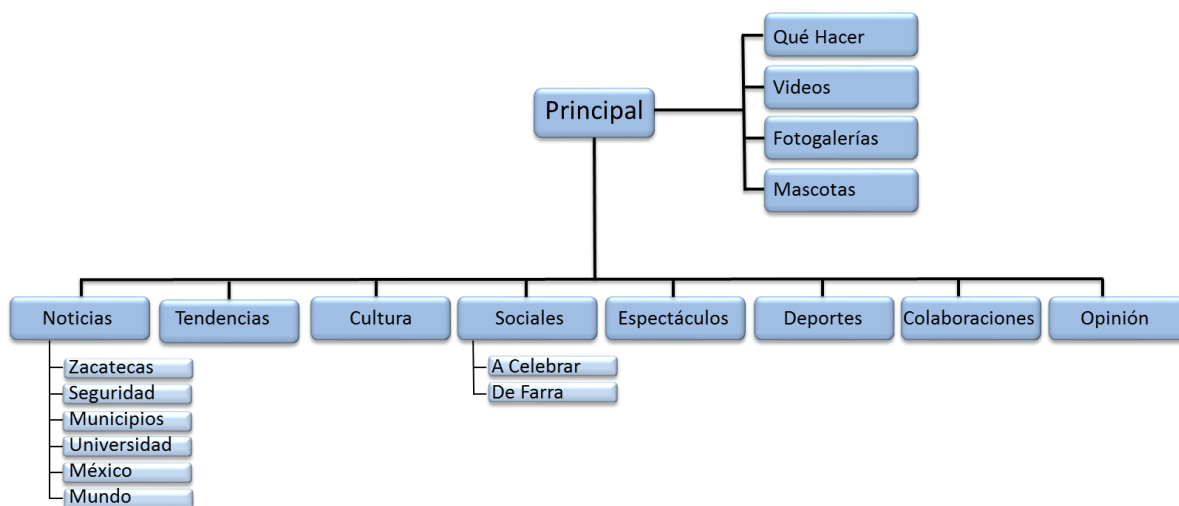 Qué Hacer
Videos
Principal
Fotogalerías
Mascotas
Noticias
Tendencias
Cultura
Sociales
Espectáculos
Deportes
Colaboraciones
Opinión
Zacatecas
Seguridad
Municipios
Universidad
México
Mundo
A Celebrar
De Farra